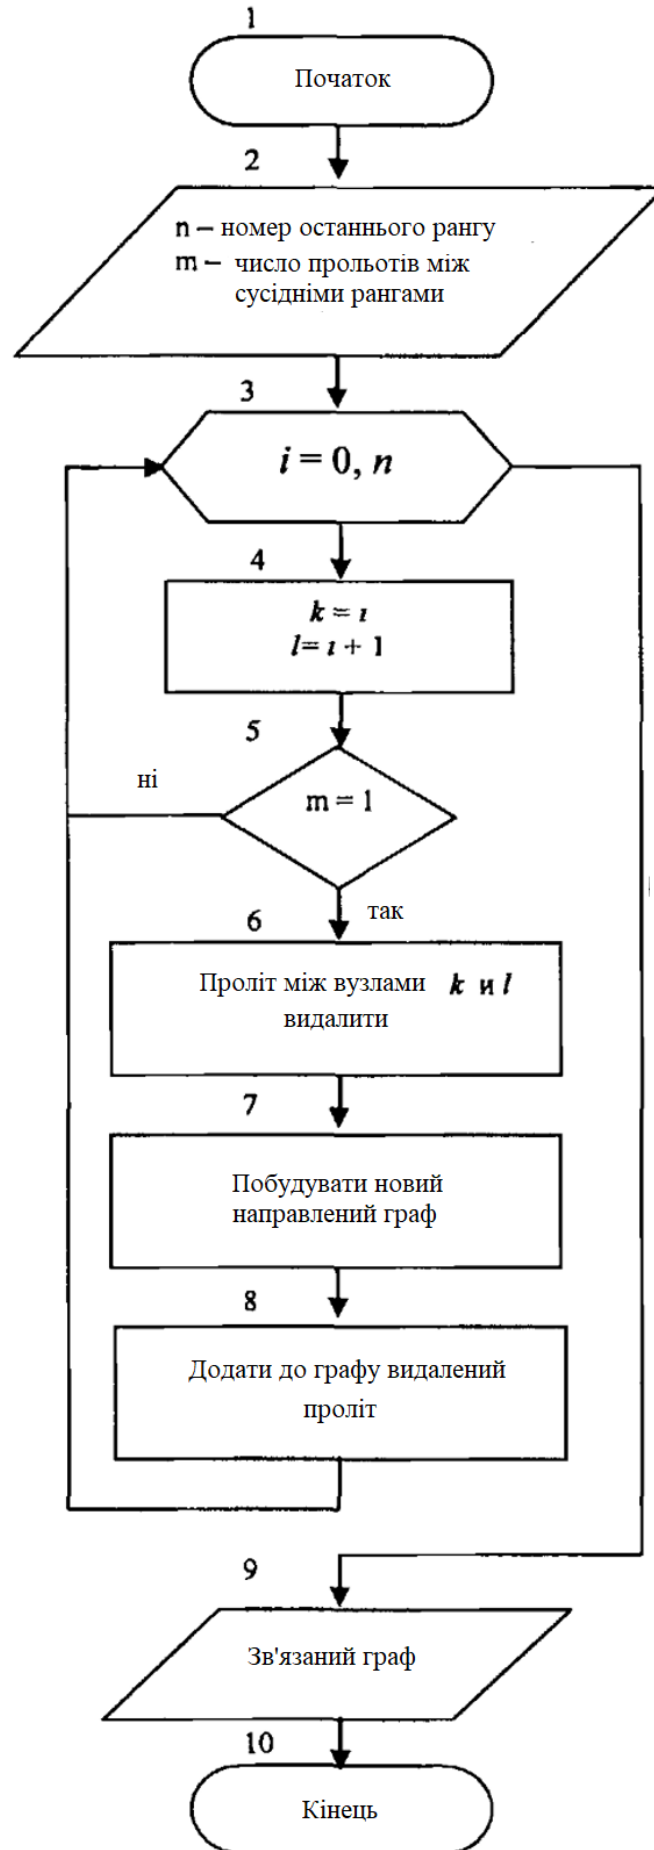 1
Початок
2
n – номер останнього рангу
m – число прольотів між
сусідніми рангами
3
i = 0, n
4
k = ı
l= ı + 1
5
ні
m = 1
так
6
Проліт між вузлами k и l
видалити
7
Побудувати новий
направлений граф
8
Додати до графу видалений
проліт
9
Зв'язаний граф
10
Кінець